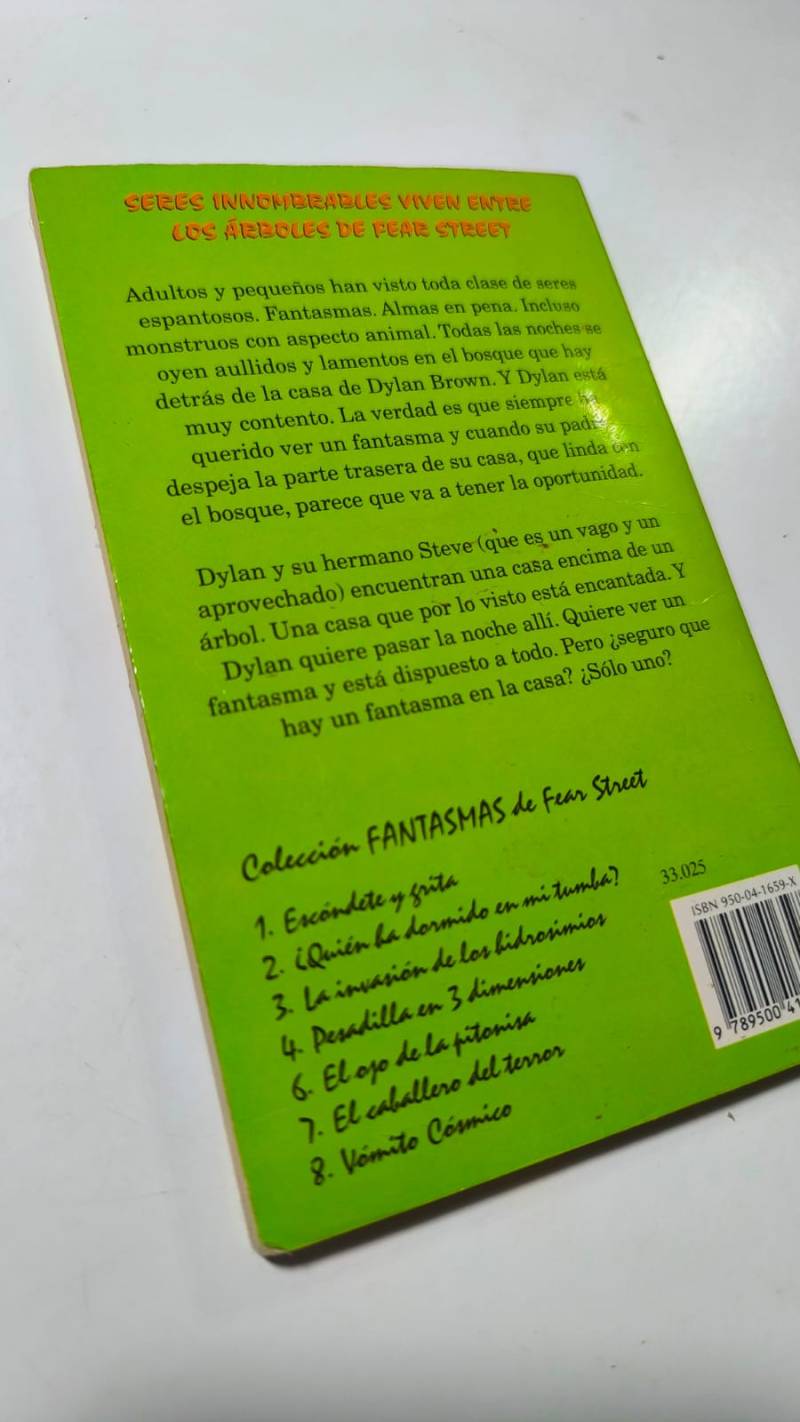 SERES INNOMBRABLES VIVEN ENTRE
LOS ÁRBOLES DE FEAR STREET
Adultos y pequeños han visto toda clase de seres
espantosos. Fantasmas. Almas en pena. Incluso
monstruos con aspecto animal. Todas las noches se
oyen aullidos y lamentos en el bosque que hay
detrás de la casa de Dylan Brown. Y Dylan está
muy contento. La verdad es que siempre
querido ver un fantasma y cuando su padre
despeja la parte trasera de su casa, que linda con
el bosque, parece que va a tener la oportunidad.
Dylan y su hermano Steve (que es un vago y un
aprovechado) encuentran una casa encima de un
árbol. Una casa que por lo visto está encantada. Y
Dylan quiere pasar la noche allí. Quiere ver un
fantasma y está dispuesto a todo. Pero ¿seguro que
hay un fantasma en la casa? ¿Sólo uno?
Colección FANTASMAS de Fear Street
1. Escóndete y grita
2. ¿Quién ha dormido en mi tumba?
3. La invasión de los hidrosimios
4. Pesadilla en 3 dimensiones
6. El ojo de la pitonisa
7. El caballero del terror
8. Vómito Cósmico
33.025
ISBN 950-04-1659-X
9 789500 41